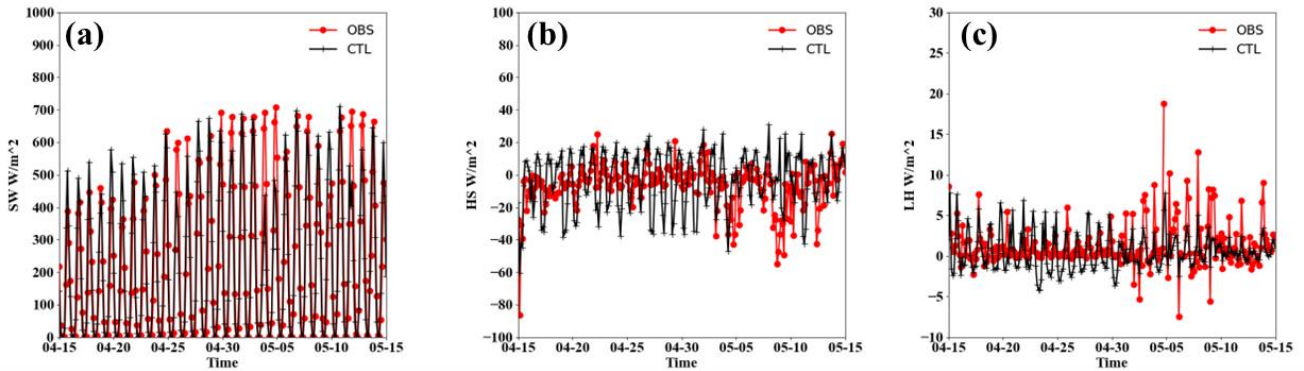 (a)
OBS
CTL
SW W/m^2
1000
900
800
700
600
500
400
300
200
100
0
04-15 04-20 04-25 04-30 05-05 05-10 05-15
Time
(b)
OBS
CTL
HS W/m^2
100
80
60
40
20
0
−20
−40
−60
−80
−100
04-15 04-20 04-25 04-30 05-05 05-10 05-15
Time
(c)
OBS
CTL
LH W/m^2
30
25
20
15
10
5
0
−5
−10
04-15 04-20 04-25 04-30 05-05 05-10 05-15
Time